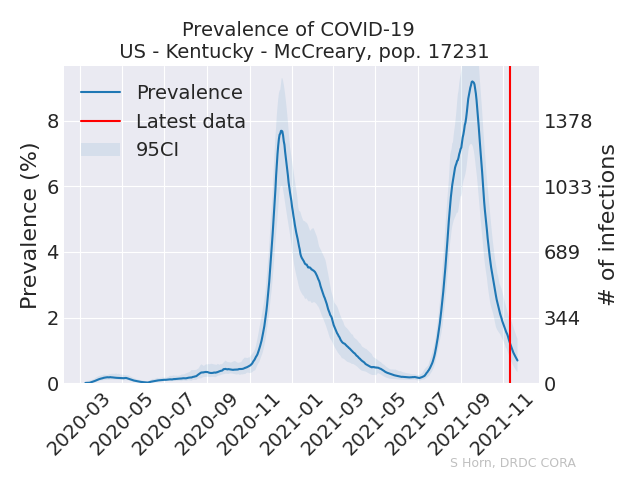 Prevalence of COVID-19
US - Kentucky - McCreary, pop. 17231
Prevalence
Latest data
95CI
Prevalence (%)
8
6
4
2
0
1378
1033
689
344
0
# of infections
2020-03
2020-05
2020-07
2020-09
2020-11
2021-01
2021-03
2021-05
2021-07
2021-09
2021-11
S Horn, DRDC CORA